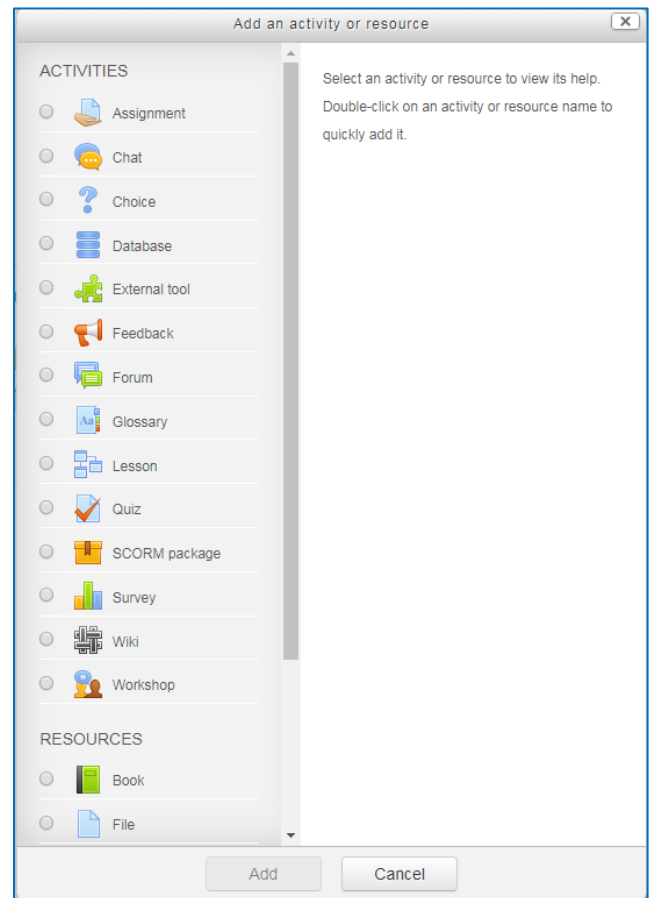 Add an activity or resource
ACTIVITIES
Assignment
Chat
Choice
Database
External tool
Feedback
Forum
Aa
Glossary
Lesson
Quiz
SCORM package
Survey
Wiki
Workshop
RESOURCES
Book
File
Select an activity or resource to view its help.
Double-click on an activity or resource name to
quickly add it.
Add
Cancel